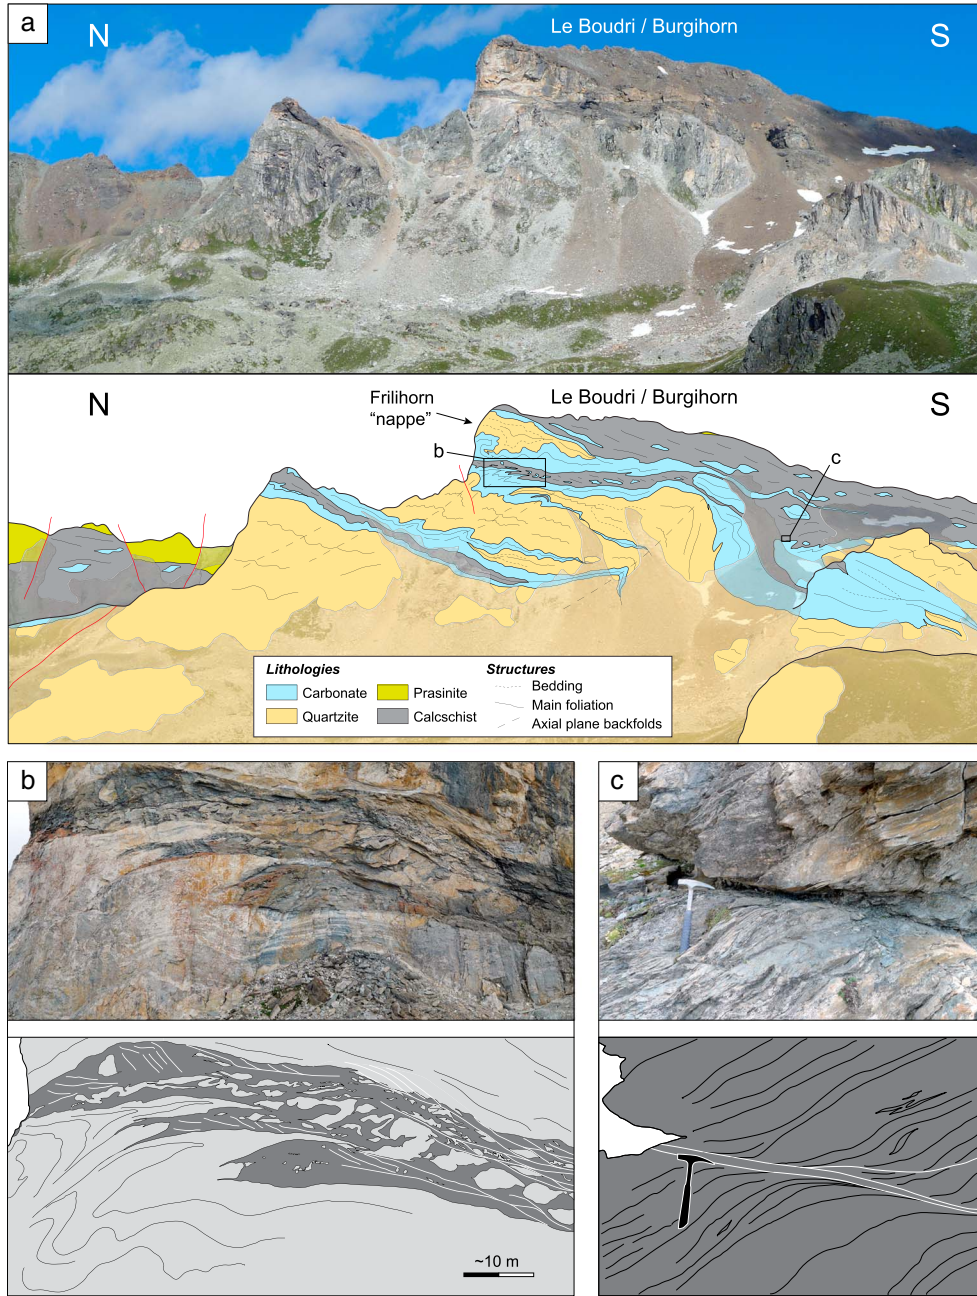 a
N
Le Boudri / Burgihorn
S
N
Frilihorn
"nappe"
Le Boudri / Burgihorn
S
b
c
Lithologies
Structures
Carbonate
Prasinite
Bedding
Quartzite
Calcschist
Main foliation
Axial plane backfolds
b
c
~10 m